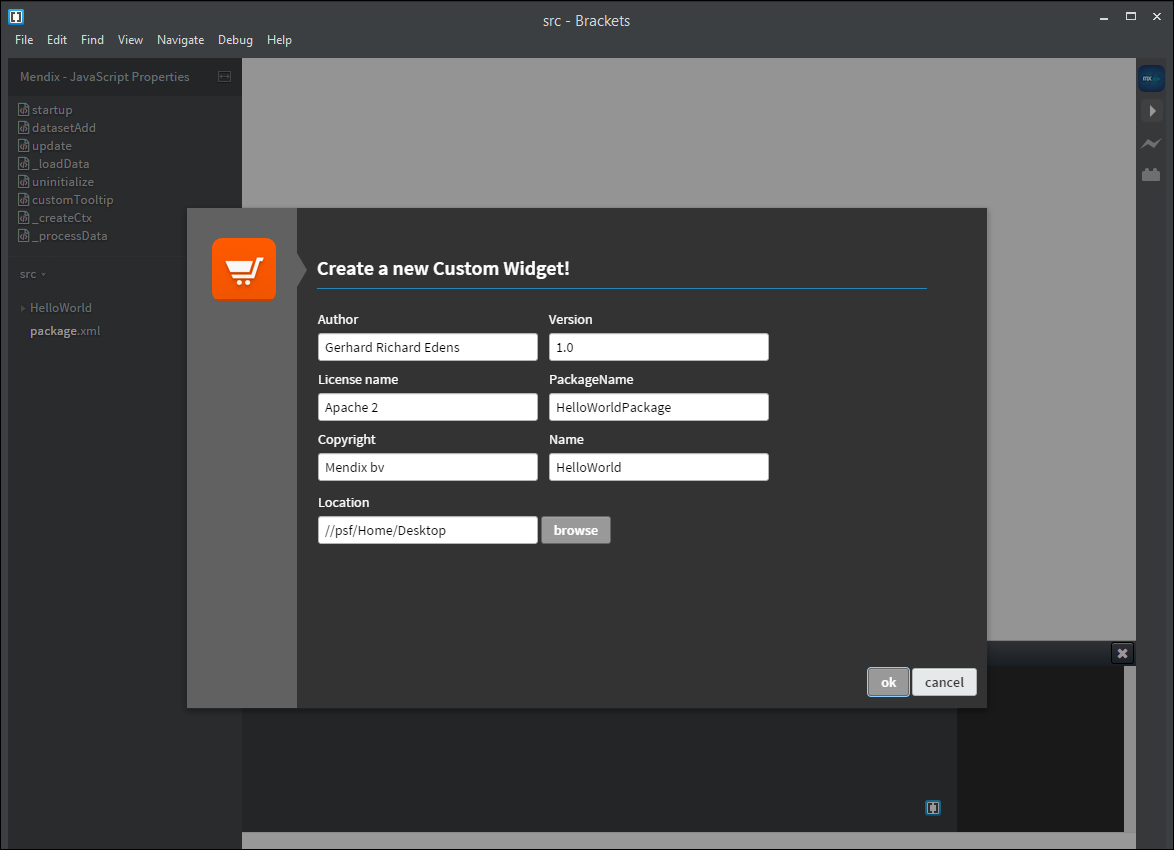 src - Brackets
File Edit Find View Navigate Debug Help
Mendix - JavaScript Properties
startup
datasetAdd
update
_loadData
uninitialize
customTooltip
_createCtx
_processData
src
HelloWorld
package.xml
mx
Create a new Custom Widget!
Author Version
Gerhard Richard Edens 1.0
License name PackageName
Apache 2 HelloWorldPackage
Copyright Name
Mendix bv HelloWorld
Location
//psf/Home/Desktop browse
ok cancel